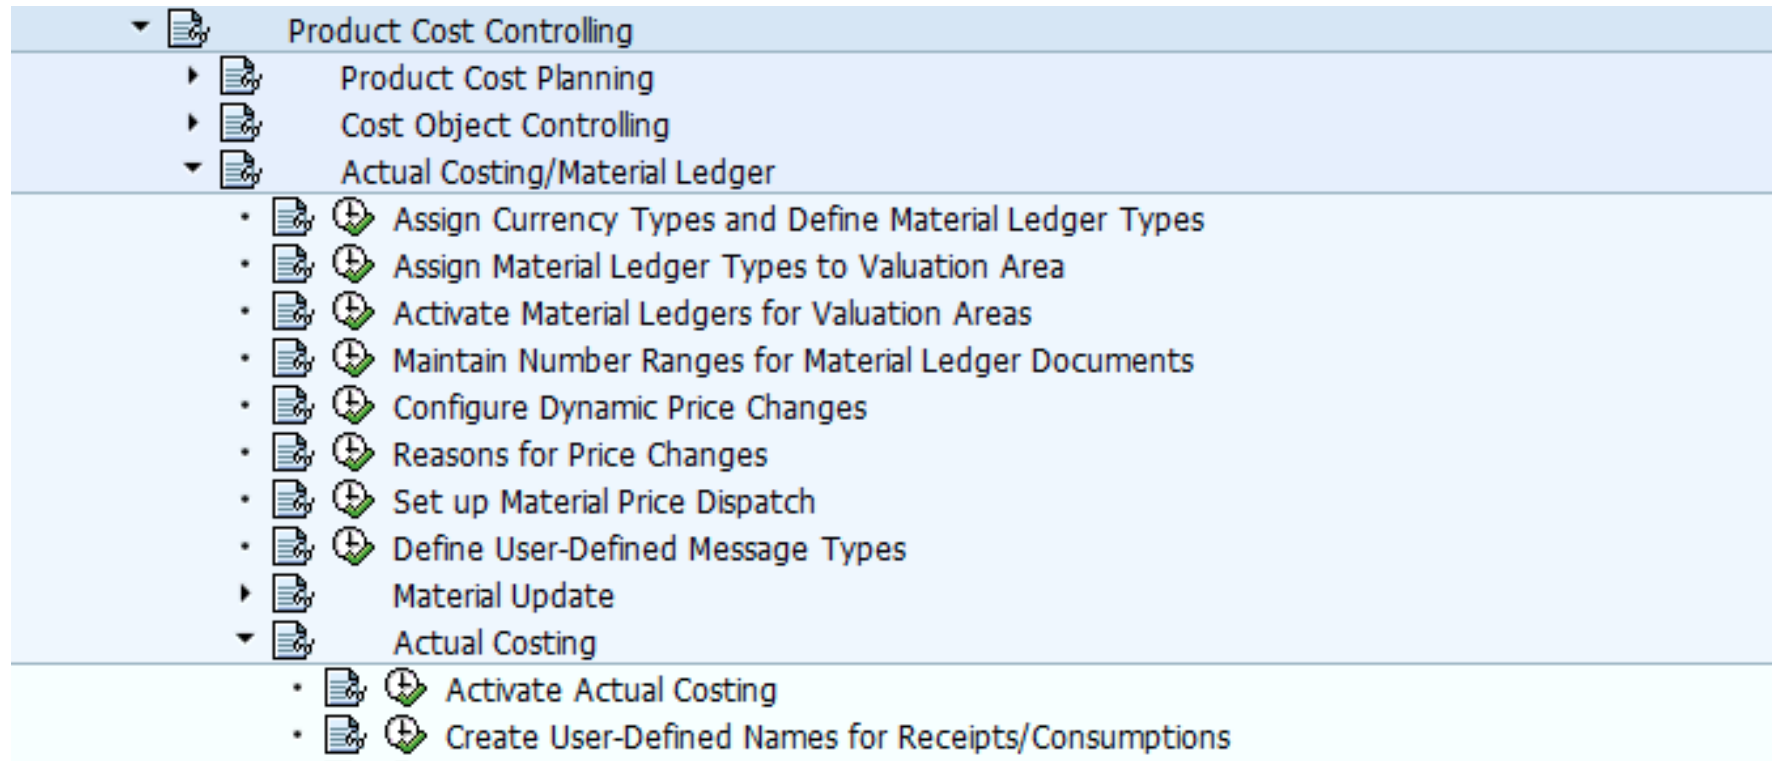 Product Cost Controlling
Product Cost Planning
Cost Object Controlling
Actual Costing/Material Ledger
Assign Currency Types and Define Material Ledger Types
Assign Material Ledger Types to Valuation Area
Activate Material Ledgers for Valuation Areas
Maintain Number Ranges for Material Ledger Documents
Configure Dynamic Price Changes
Reasons for Price Changes
Set up Material Price Dispatch
Define User-Defined Message Types
Material Update
Actual Costing
Activate Actual Costing
Create User-Defined Names for Receipts/Consumptions